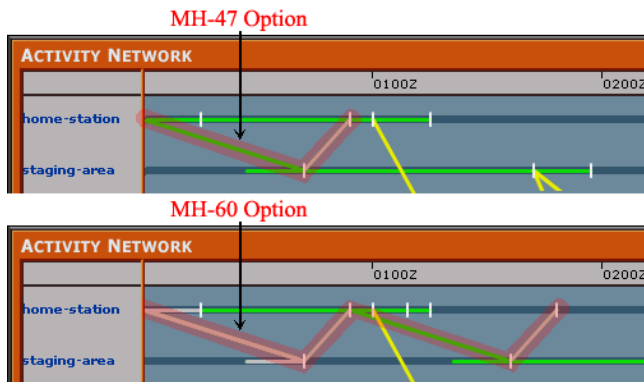 MH-47 Option
ACTIVITY NETWORK
0100Z 0200Z
home-station
staging-area
MH-60 Option
ACTIVITY NETWORK
0100Z 0200Z
home-station
staging-area